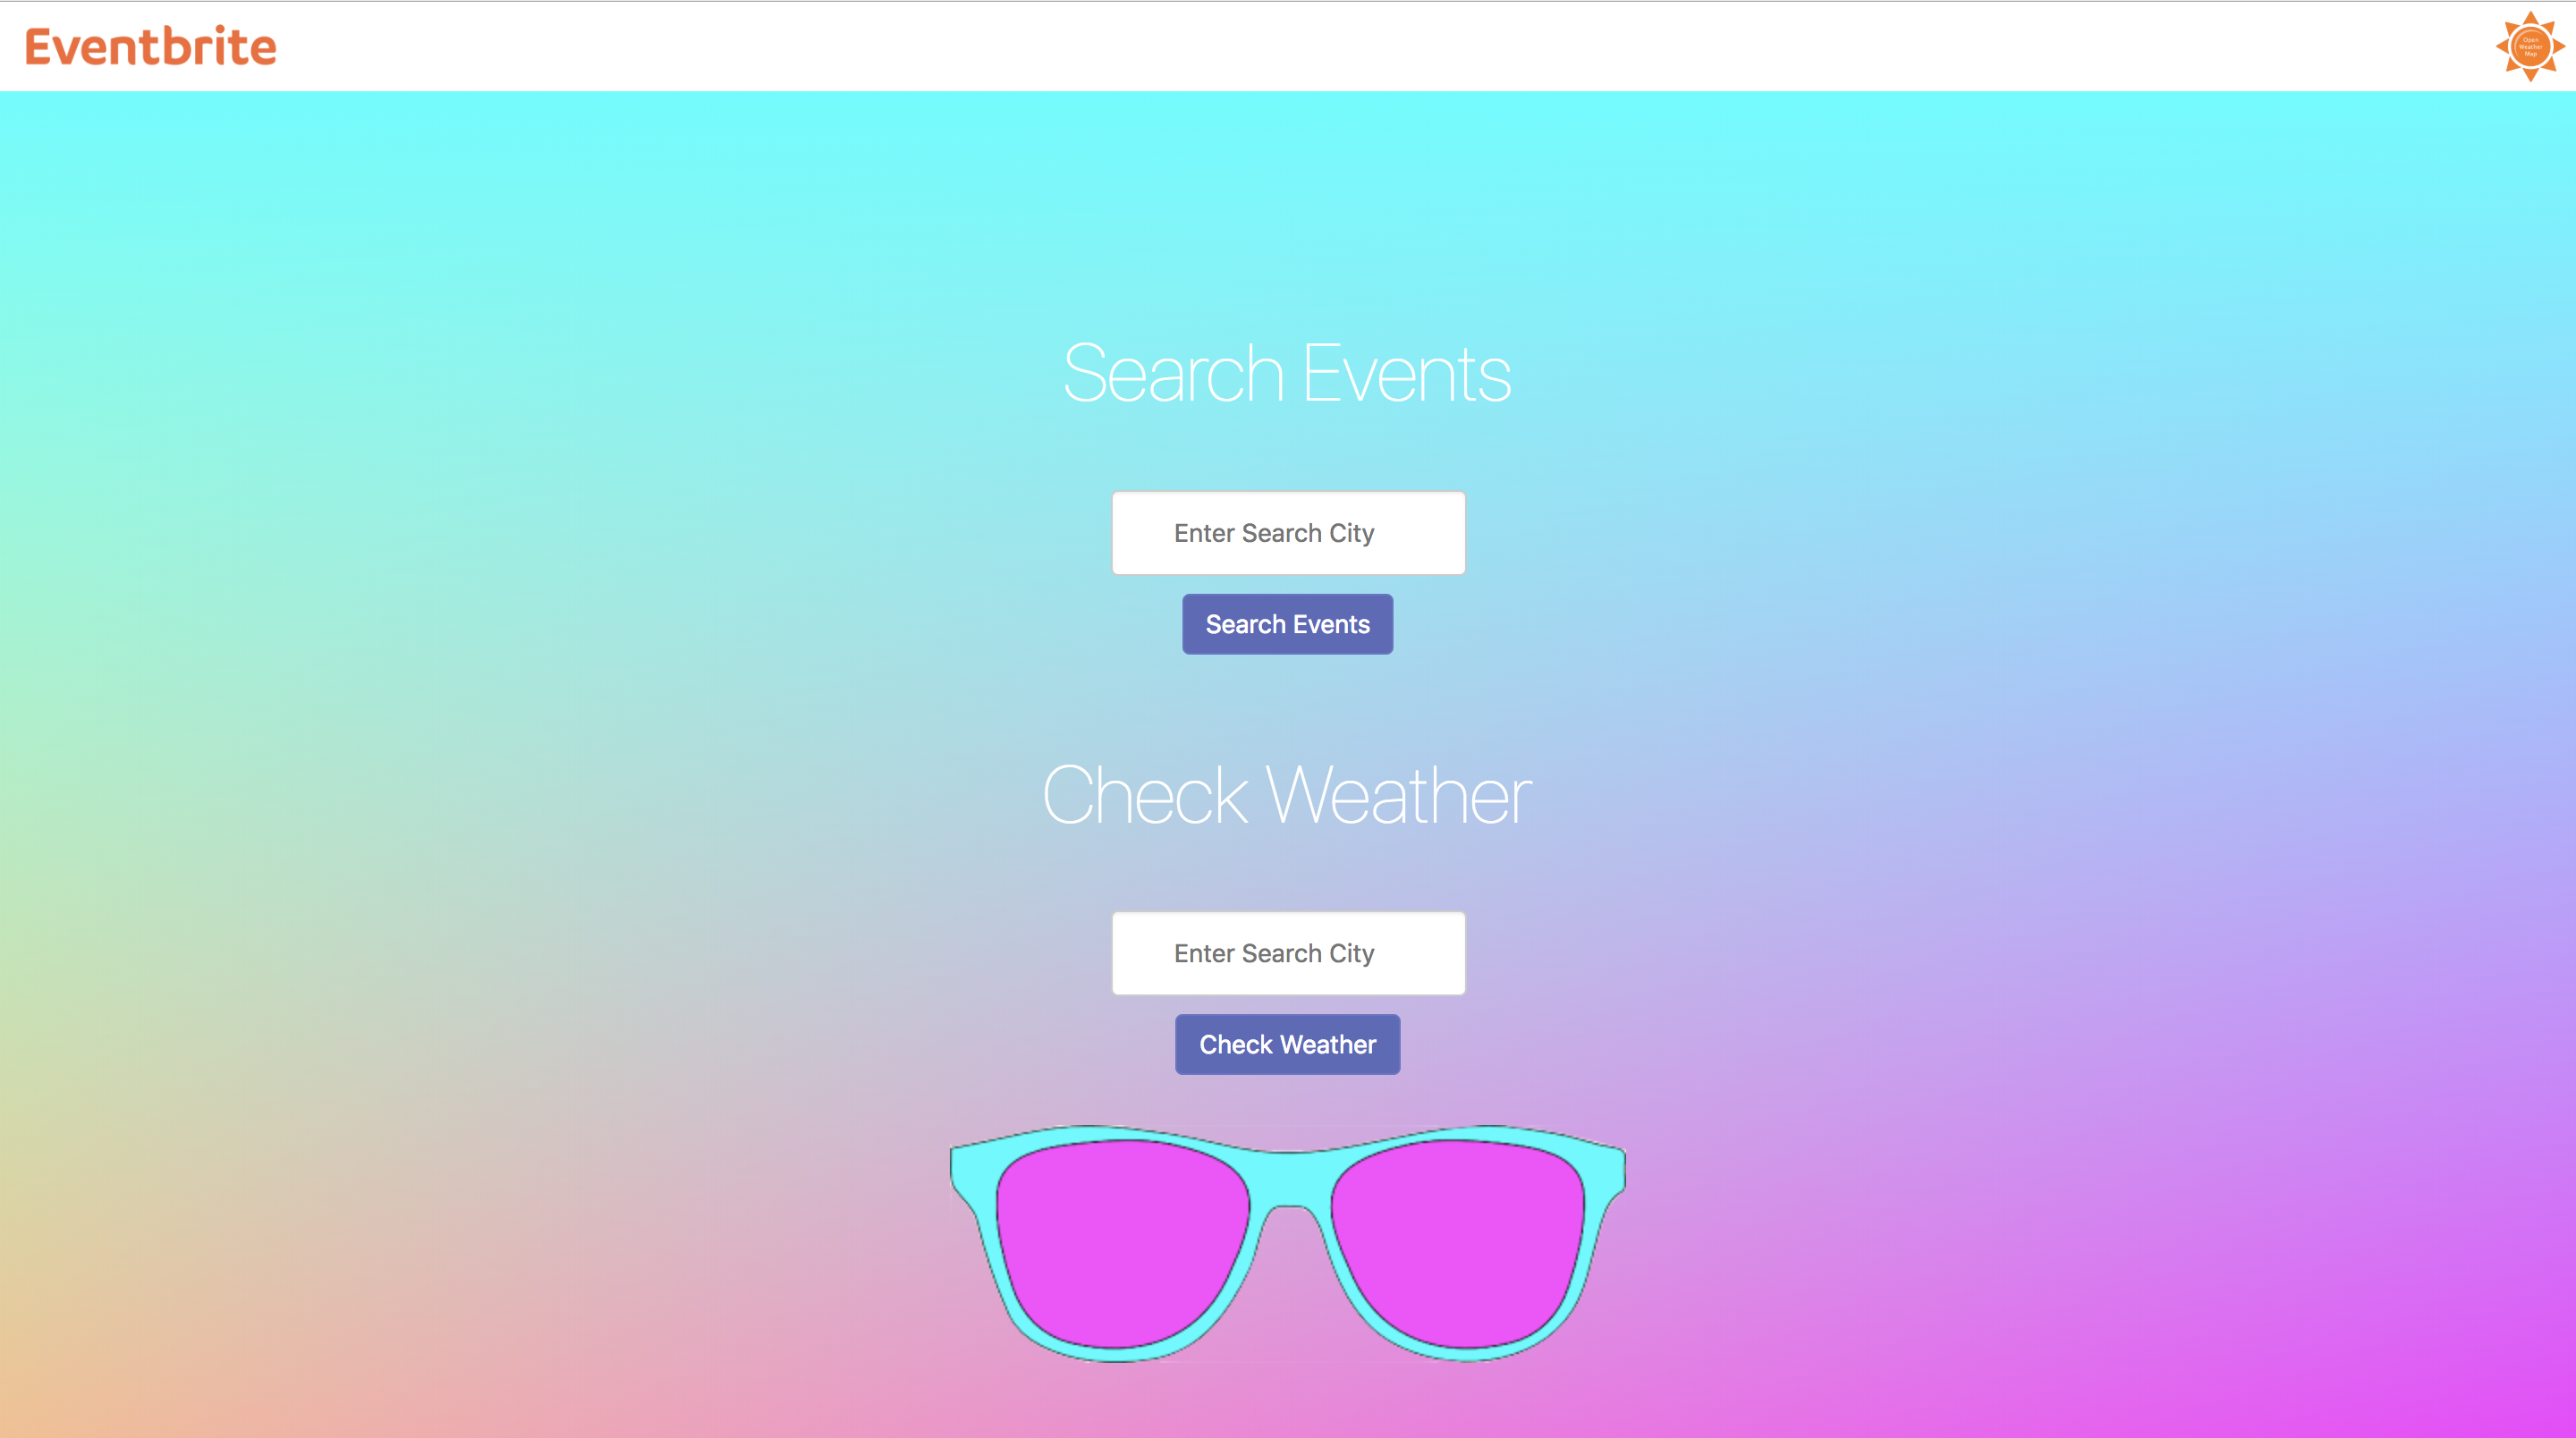 Eventbrite
Open
Weather
Map
Search Events
Enter Search City
Search Events
Check Weather
Enter Search City
Check Weather